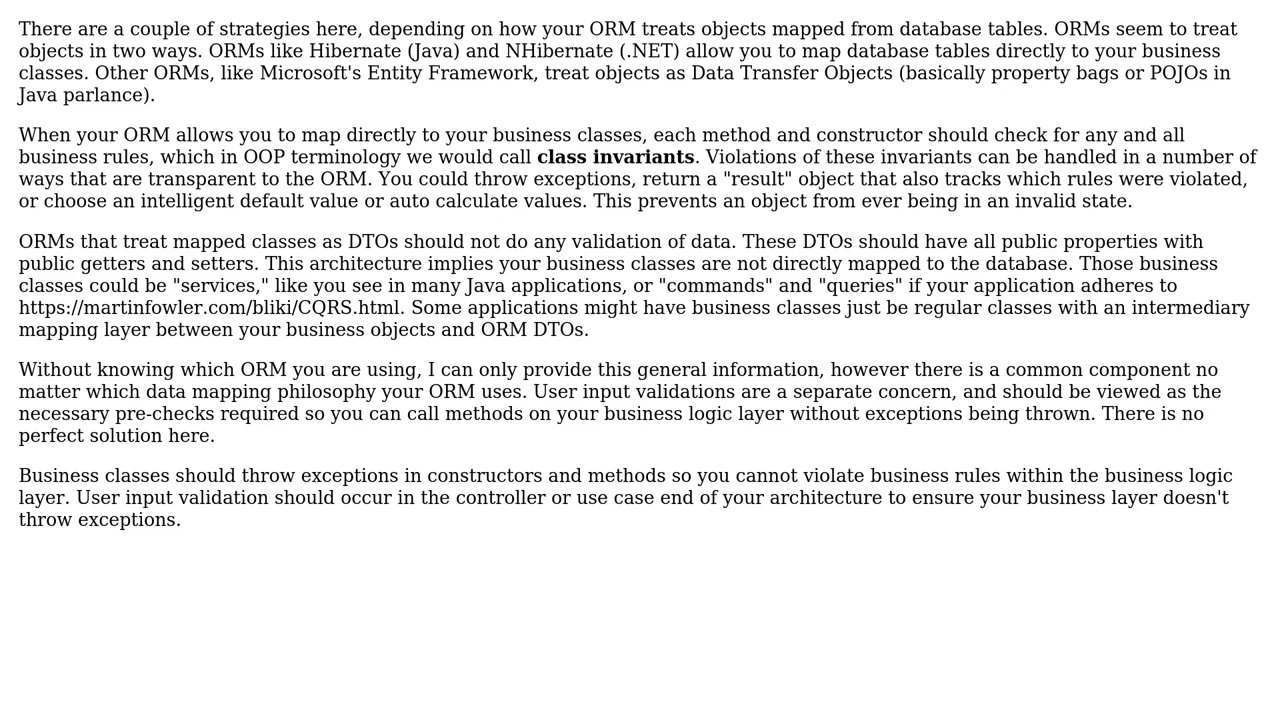 There are a couple of strategies here, depending on how your ORM treats objects mapped from database tables. ORMs seem to treat
objects in two ways. ORMs like Hibernate (Java) and NHibernate (.NET) allow you to map database tables directly to your business
classes. Other ORMs, like Microsoft's Entity Framework, treat objects as Data Transfer Objects (basically property bags or POJOs in
Java parlance).
When your ORM allows you to map directly to your business classes, each method and constructor should check for any and all
business rules, which in OOP terminology we would call class invariants. Violations of these invariants can be handled in a number of
ways that are transparent to the ORM. You could throw exceptions, return a "result" object that also tracks which rules were violated,
or choose an intelligent default value or auto calculate values. This prevents an object from ever being in an invalid state.
ORMs that treat mapped classes as DTOs should not do any validation of data. These DTOs should have all public properties with
public getters and setters. This architecture implies your business classes are not directly mapped to the database. Those business
classes could be "services," like you see in many Java applications, or "commands" and "queries" if your application adheres to
https://martinfowler.com/bliki/CQRS.html. Some applications might have business classes just be regular classes with an intermediary
mapping layer between your business objects and ORM DTOs.
Without knowing which ORM you are using, I can only provide this general information, however there is a common component no
matter which data mapping philosophy your ORM uses. User input validations are a separate concern, and should be viewed as the
necessary pre-checks required so you can call methods on your business logic layer without exceptions being thrown. There is no
perfect solution here.
Business classes should throw exceptions in constructors and methods so you cannot violate business rules within the business logic
layer. User input validation should occur in the controller or use case end of your architecture to ensure your business layer doesn't
throw exceptions.